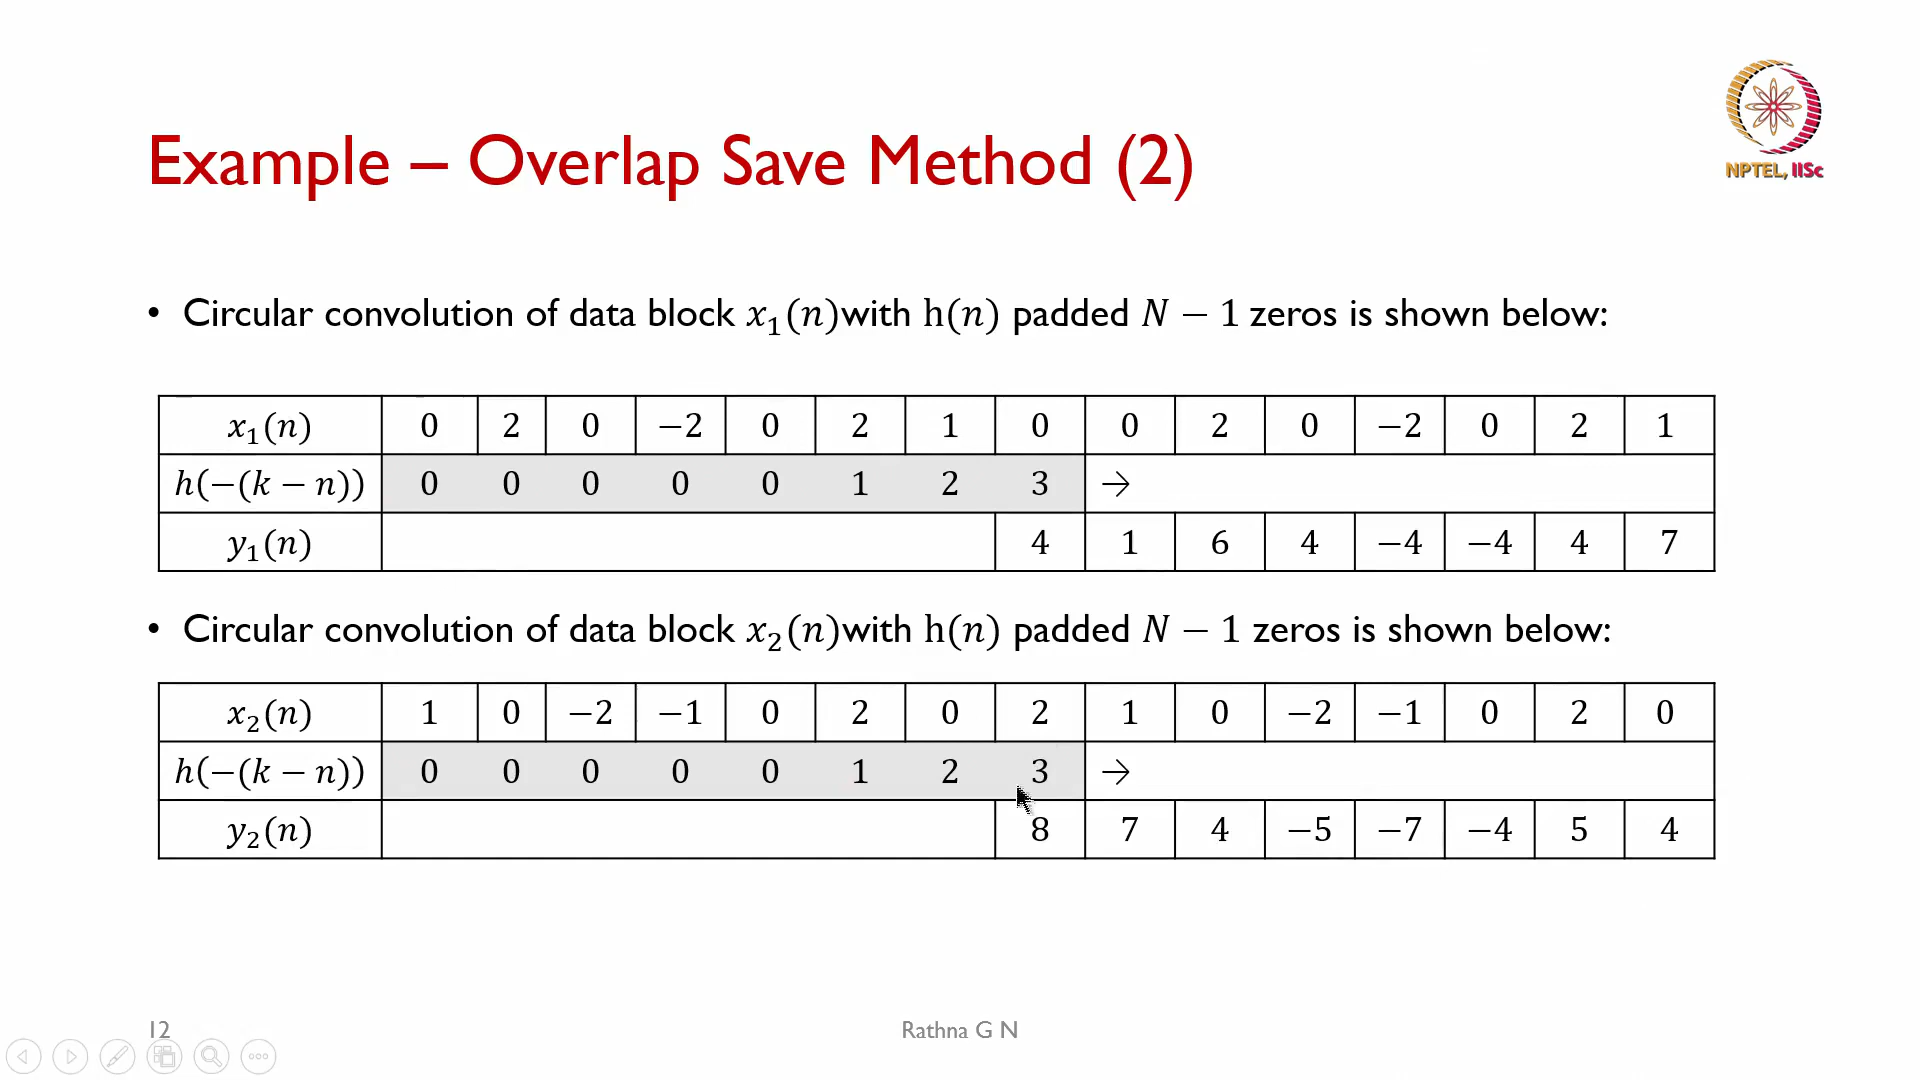 Example – Overlap Save Method (2)
NPTEL, IISc
• Circular convolution of data block x₁(n)with h(n) padded N − 1 zeros is shown below:
x₁(n) 0 2 0 −2 0 2 1 0 0 2 0 −2 0 2 1
h(−(k − n)) 0 0 0 0 0 1 2 3 →
y₁(n) 4 1 6 4 −4 −4 4 7
• Circular convolution of data block x₂(n)with h(n) padded N − 1 zeros is shown below:
x₂(n) 1 0 −2 −1 0 2 0 2 1 0 −2 −1 0 2 0
h(−(k − n)) 0 0 0 0 0 1 2 3 →
y₂(n) 8 7 4 −5 −7 −4 5 4
12
Rathna G N